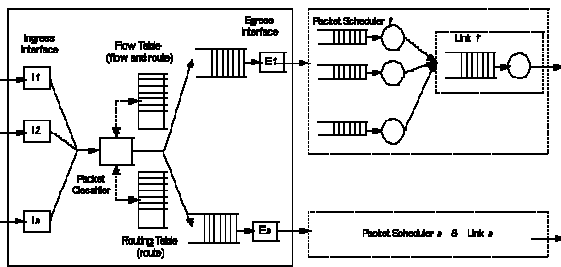 Ingress
Interface
Flow Table
(flow and route)
Egress
Interface
Packet Scheduler
Link
I1
I2
E1
Packet
Classifier
Routing Table
(route)
Packet Scheduler & Link